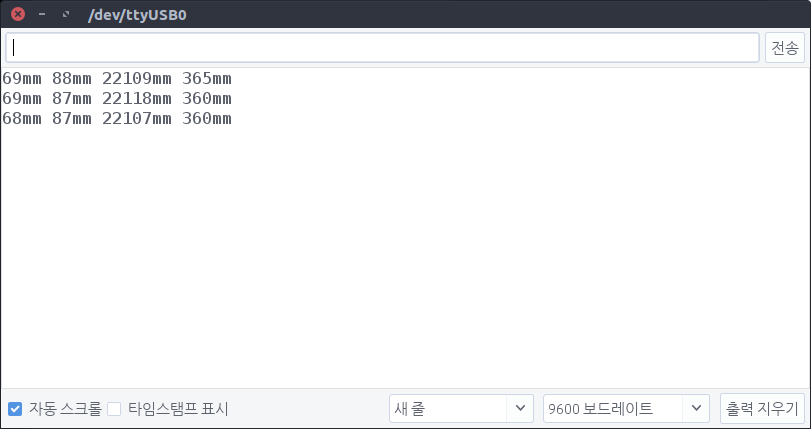 /dev/ttyUSB0
전송
69mm 88mm 22109mm 365mm
69mm 87mm 22118mm 360mm
68mm 87mm 22107mm 360mm
자동 스크롤 타임스탬프 표시 새 줄 9600 보드레이트 출력 지우기